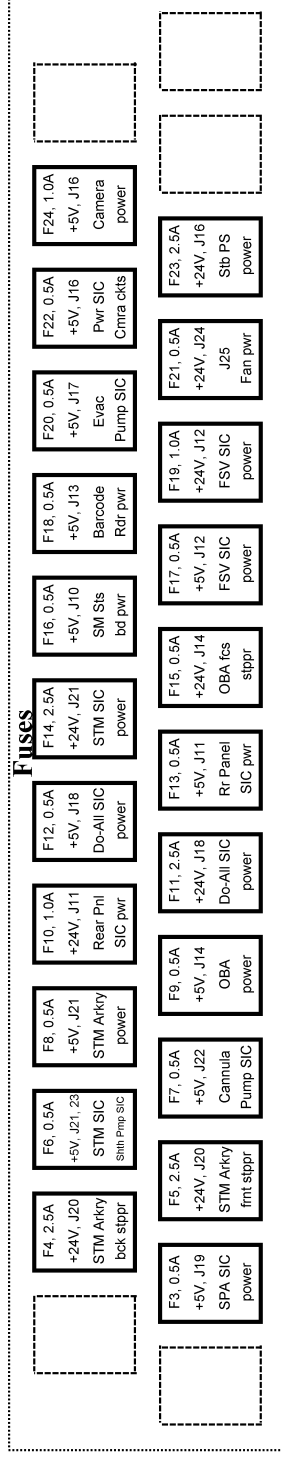 Fuses
F4, 2.5A
+24V, J20
STM Arkry
bck stppr
F6, 0.5A
+5V, J21, 23
STM SIC
Shth Pmp SIC
F8, 0.5A
+5V, J21
STM Arkry
power
F10, 1.0A
+24V, J11
Rear Pnl
SIC pwr
F12, 0.5A
+5V, J18
Do-All SIC
power
F14, 2.5A
+24V, J21
STM SIC
power
F16, 0.5A
+5V, J10
SM Sts
bd pwr
F18, 0.5A
+5V, J13
Barcode
Rdr pwr
F20, 0.5A
+5V, J17
Evac
Pump SIC
F22, 0.5A
+5V, J16
Pwr SIC
Cmra ckts
F24, 1.0A
+5V, J16
Camera
power
F3, 0.5A
+5V, J19
SPA SIC
power
F5, 2.5A
+24V, J20
STM Arkry
frnt stppr
F7, 0.5A
+5V, J22
Cannula
Pump SIC
F9, 0.5A
+5V, J14
OBA
power
F11, 2.5A
+24V, J18
Do-All SIC
power
F13, 0.5A
+5V, J11
Rr Panel
SIC pwr
F15, 0.5A
+24V, J14
OBA fcs
stppr
F17, 0.5A
+5V, J12
FSV SIC
power
F19, 1.0A
+24V, J12
FSV SIC
power
F21, 0.5A
+24V, J24
J25
Fan pwr
F23, 2.5A
+24V, J16
Stb PS
power